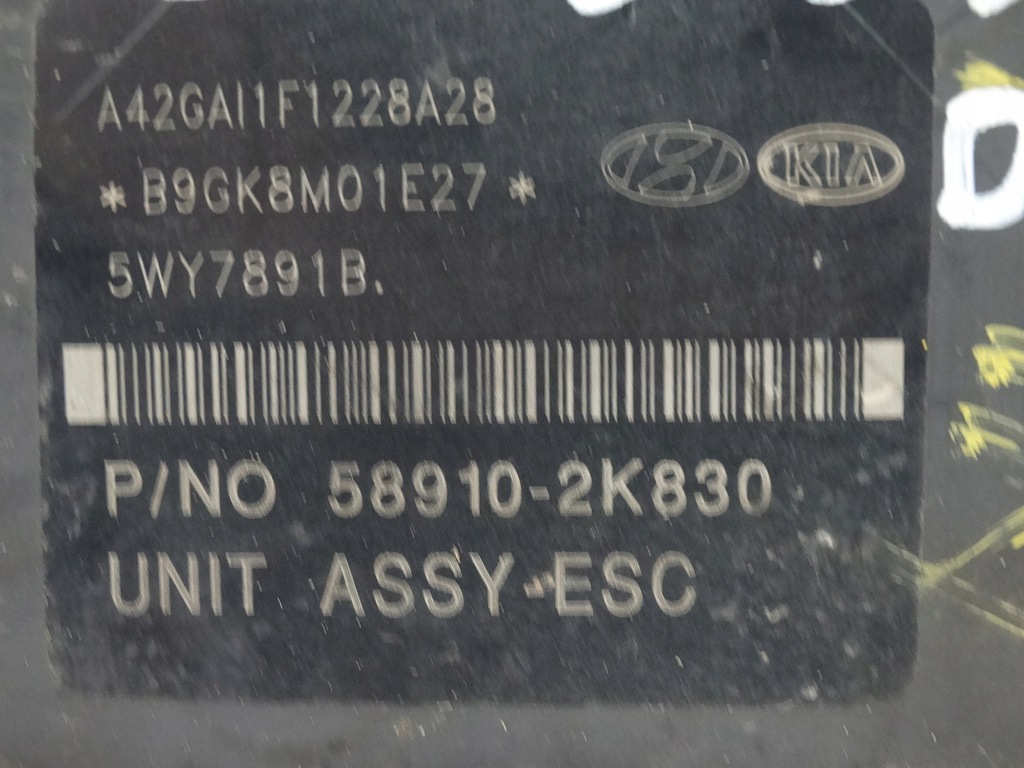 A42GAI1F1228A28
*B9GK8M01E27*
KIA
5WY7891B.
P/NO 58910-2K830
UNIT ASSY-ESC
D